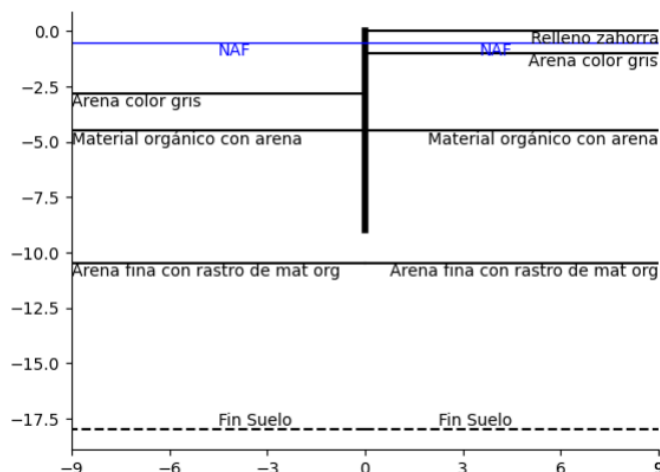 0.0
Relleno zahorra
NAF
NAF
Arena color gris
−2.5
Arena color gris
Material orgánico con arena
Material orgánico con arena
−5.0
−7.5
−10.0
Arena fina con rastro de mat org
Arena fina con rastro de mat org
−12.5
−15.0
Fin Suelo
Fin Suelo
−17.5
−9
−6
−3
0
3
6
9